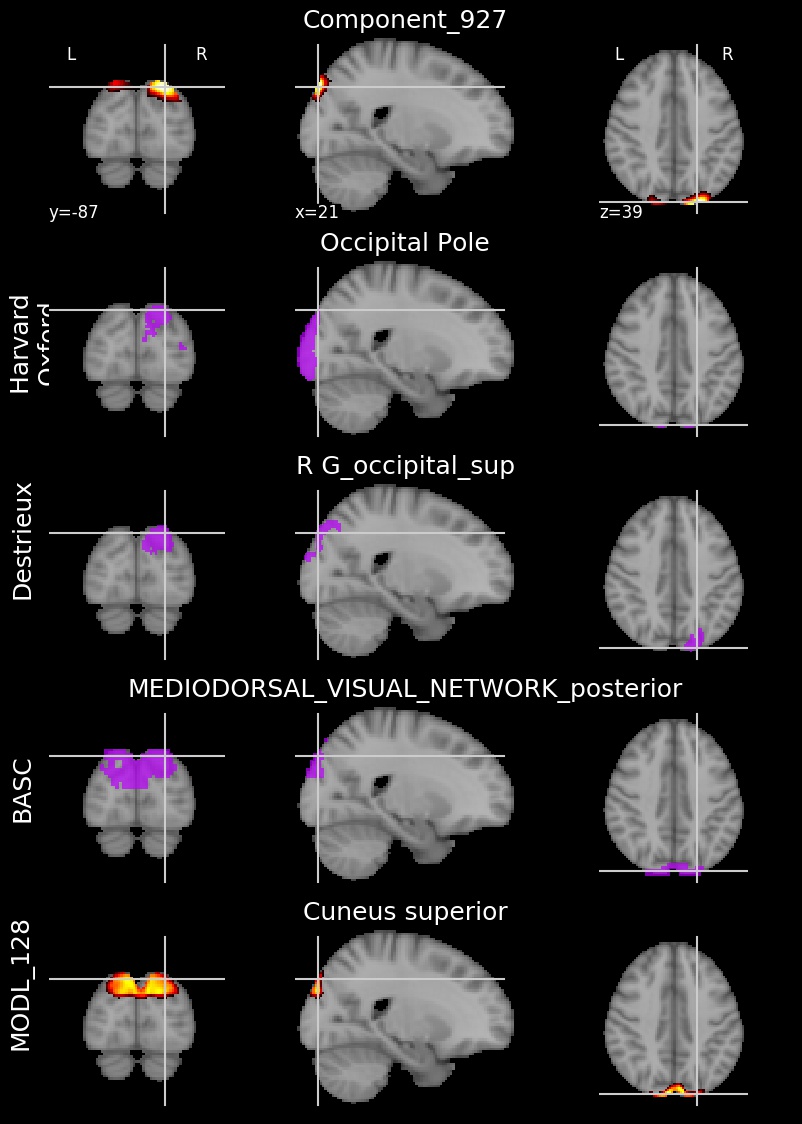 Component_927
L R L R
y=-87 x=21 z=39
Occipital Pole
Harvard
R G_occipital_sup
Destrieux
MEDIODORSAL_VISUAL_NETWORK_posterior
BASC
Cuneus superior
MODL_128